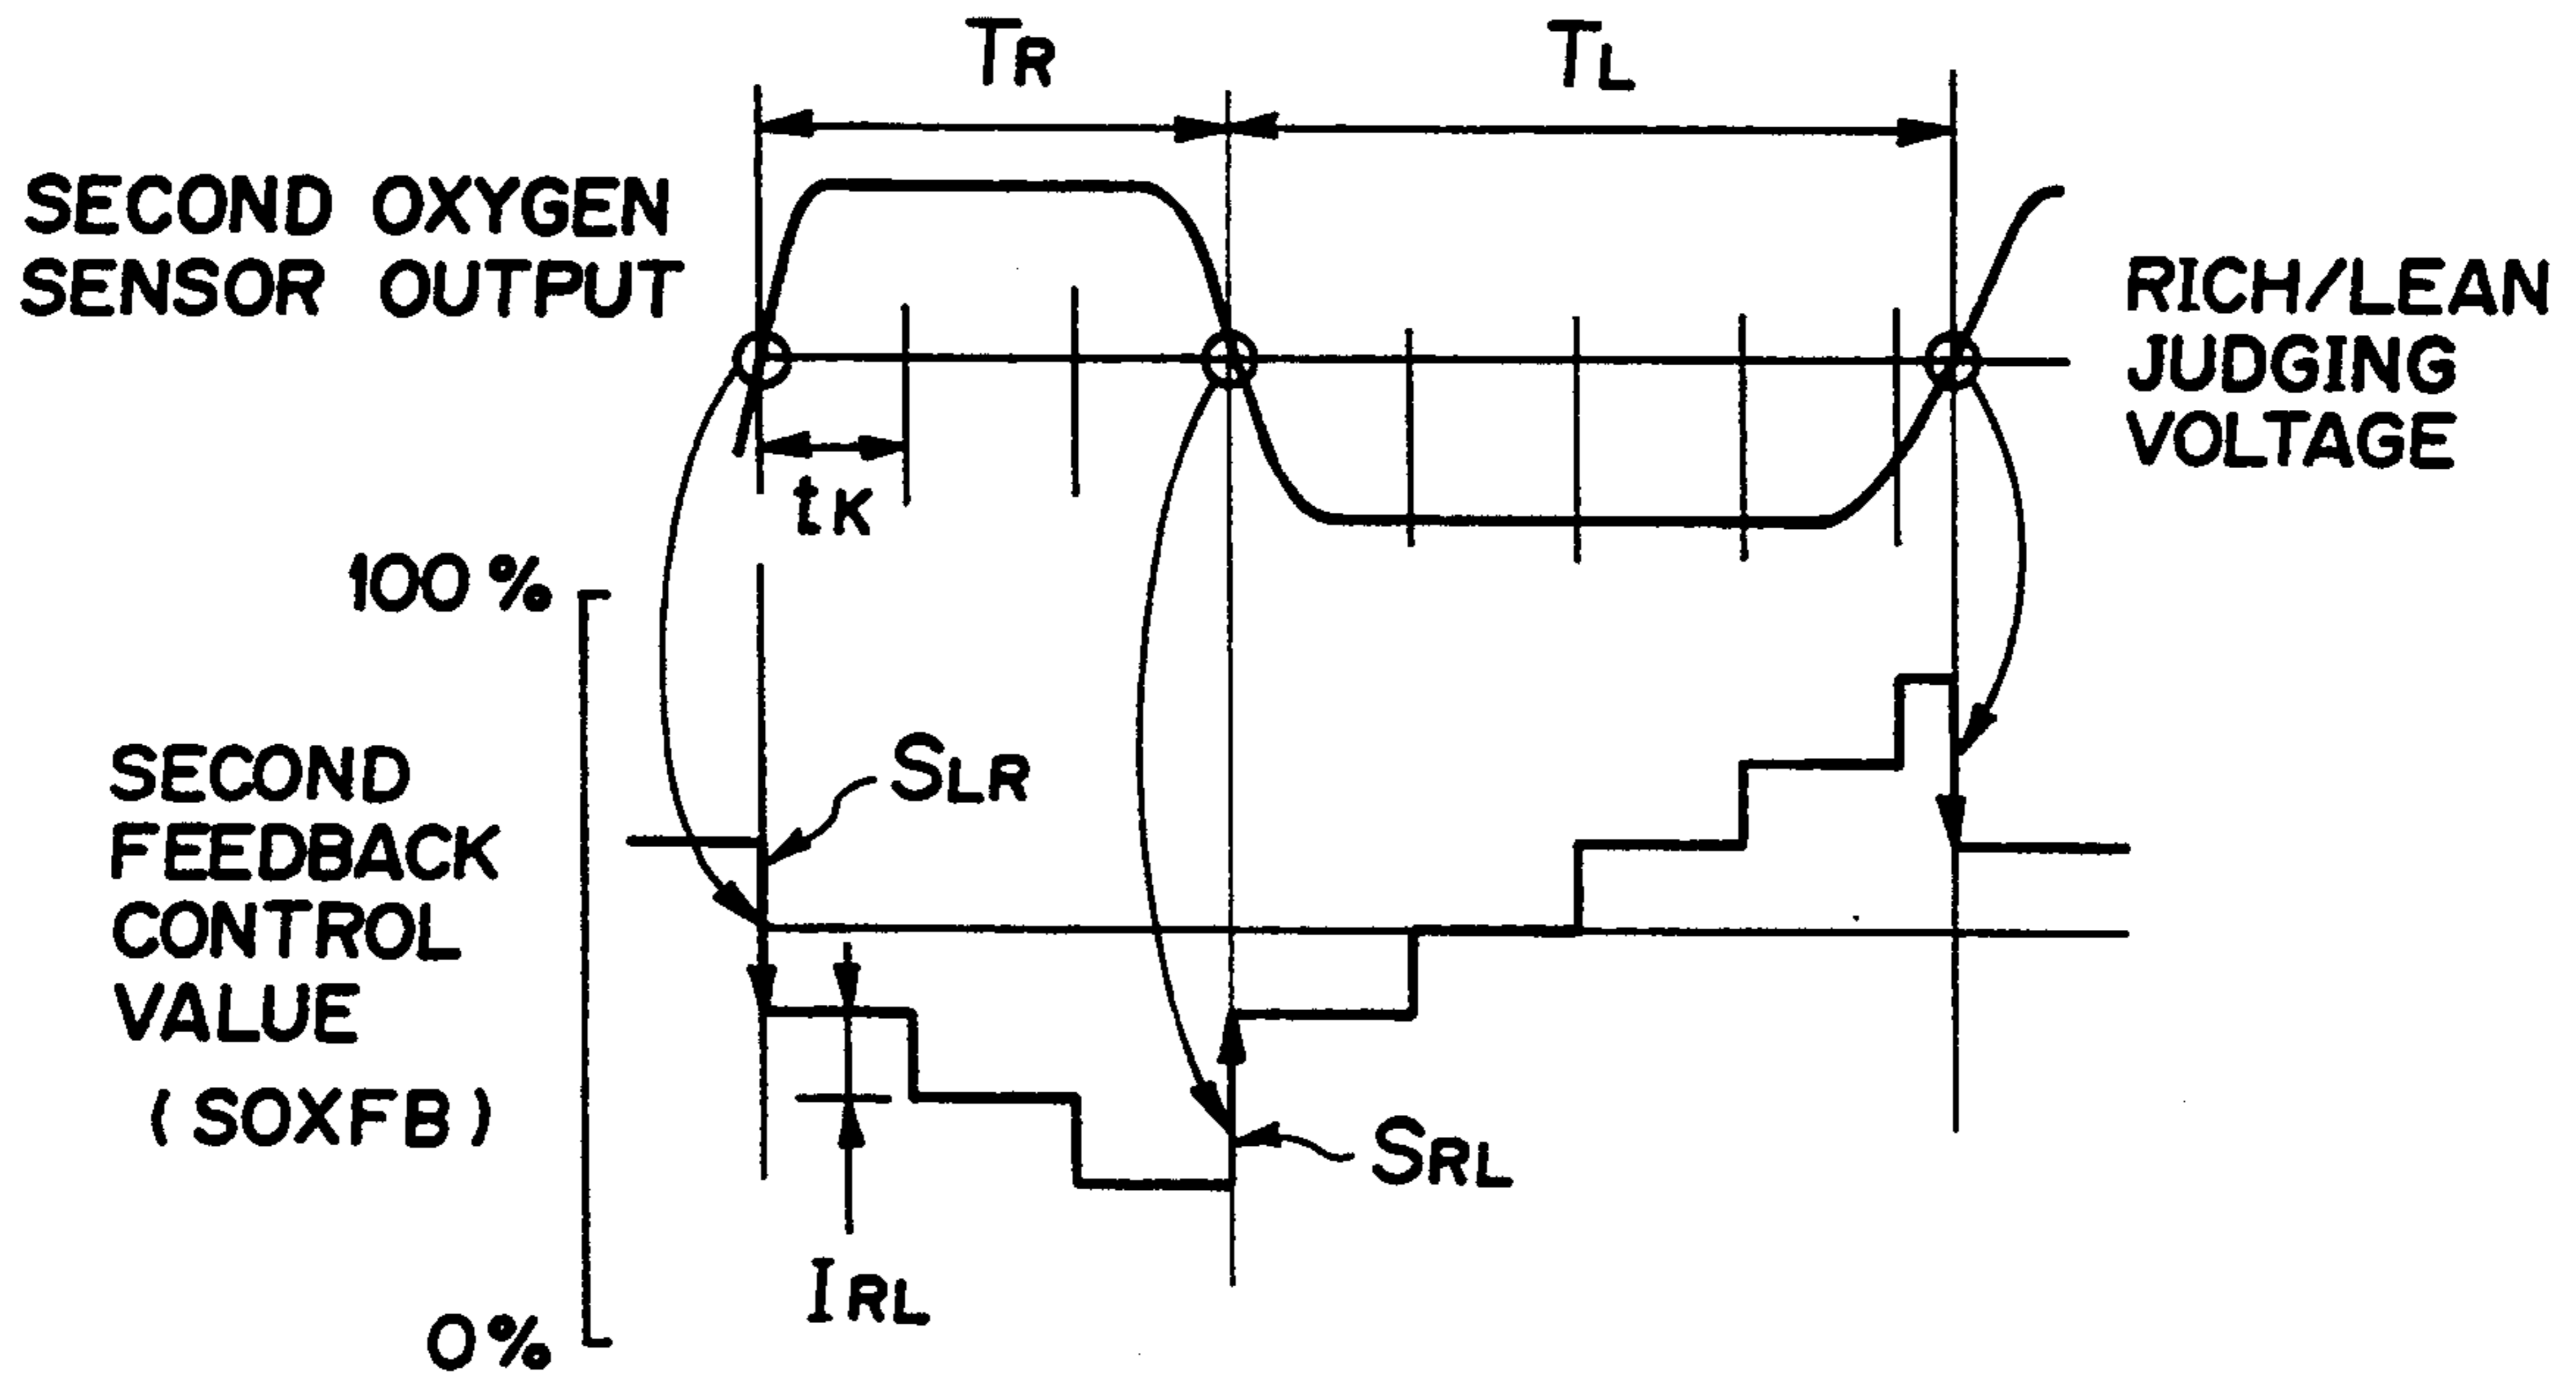 TR
TL
SECOND OXYGEN
SENSOR OUTPUT
RICH/LEAN
JUDGING
VOLTAGE
tK
100%
SLR
SECOND
FEEDBACK
CONTROL
VALUE
(SOXFB)
SRL
IRL
0%